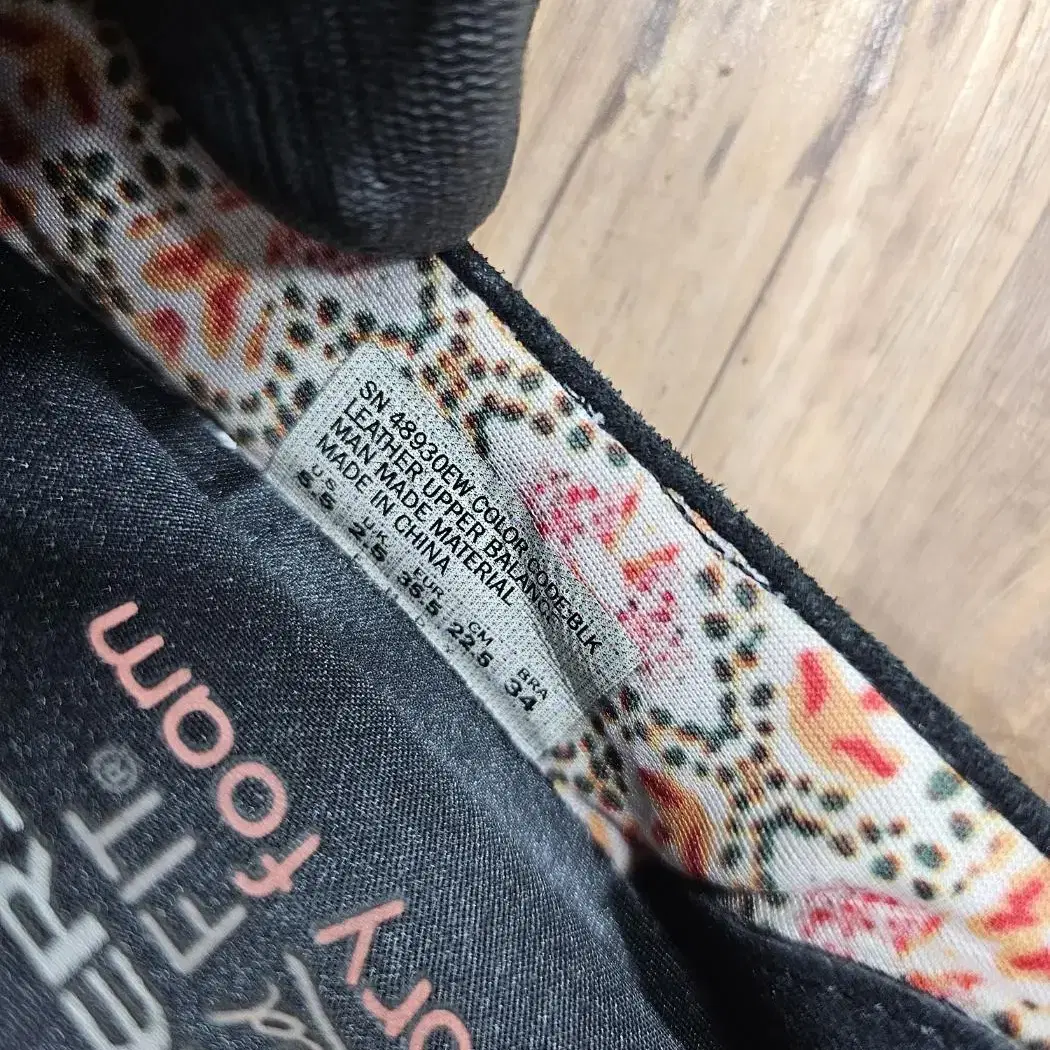 SN 48930EW COLOR CODE:BLK
LEATHER UPPER BALANCE
MAN MADE MATERIAL
MADE IN CHINA
US UK EUR CM BRA
5.5 2.5 35.5 22.5 34
FIT®
ory foam